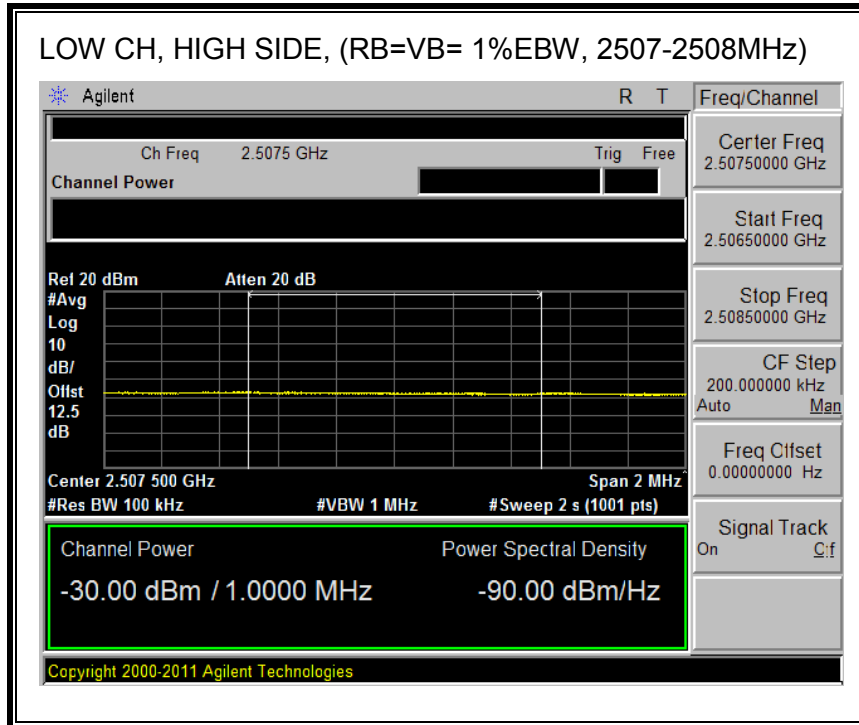 LOW CH, HIGH SIDE, (RB=VB= 1%EBW, 2507-2508MHz)
Agilent R T
Freq/Channel
Ch Freq 2.5075 GHz Trig Free
Channel Power
Center Freq
2.50750000 GHz
Start Freq
2.50650000 GHz
Stop Freq
2.50850000 GHz
CF Step
200.000000 kHz
Auto Man
Freq Offset
0.00000000 Hz
Signal Track
On Off
Ref 20 dBm Atten 20 dB
#Avg
Log
10
dB/
Offst
12.5
dB
Center 2.507 500 GHz Span 2 MHz^
#Res BW 100 kHz #VBW 1 MHz #Sweep 2 s (1001 pts)
Channel Power Power Spectral Density
-30.00 dBm / 1.0000 MHz -90.00 dBm/Hz
Copyright 2000-2011 Agilent Technologies